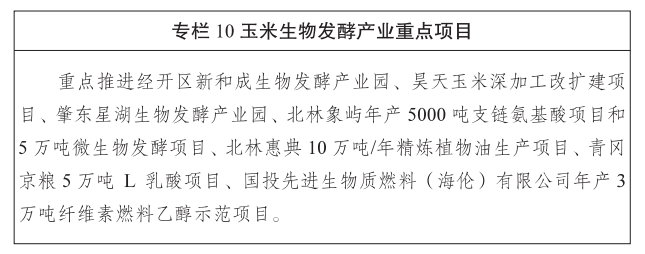 专栏 10 玉米生物发酵产业重点项目
重点推进经开区新和成生物发酵产业园、昊天玉米深加工改扩建项
目、肇东星湖生物发酵产业园、北林象屿年产 5000 吨支链氨基酸项目和
5 万吨微生物发酵项目、北林惠典 10 万吨/年精炼植物油生产项目、青冈
京粮 5 万吨 L 乳酸项目、国投先进生物质燃料（海伦）有限公司年产 3
万吨纤维素燃料乙醇示范项目。